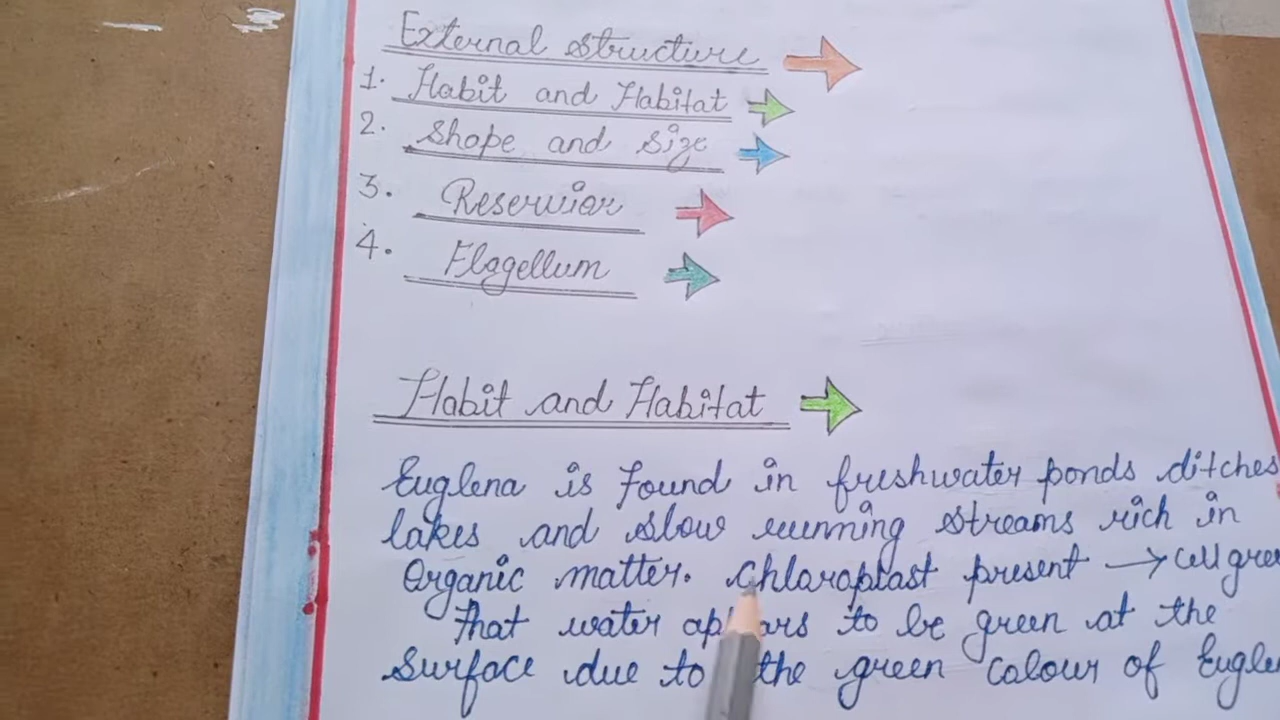 External structure
1. Habit and Habitat
2. Shape and Size
3. Reserviar
4. Flagellum
Habit and Habitat
Euglena is found in freshwater ponds ditches
lakes and slow running streams rich in
Organic matter. Chloroplast present → cell
That water appears to be green at the
Surface due to the green colour of